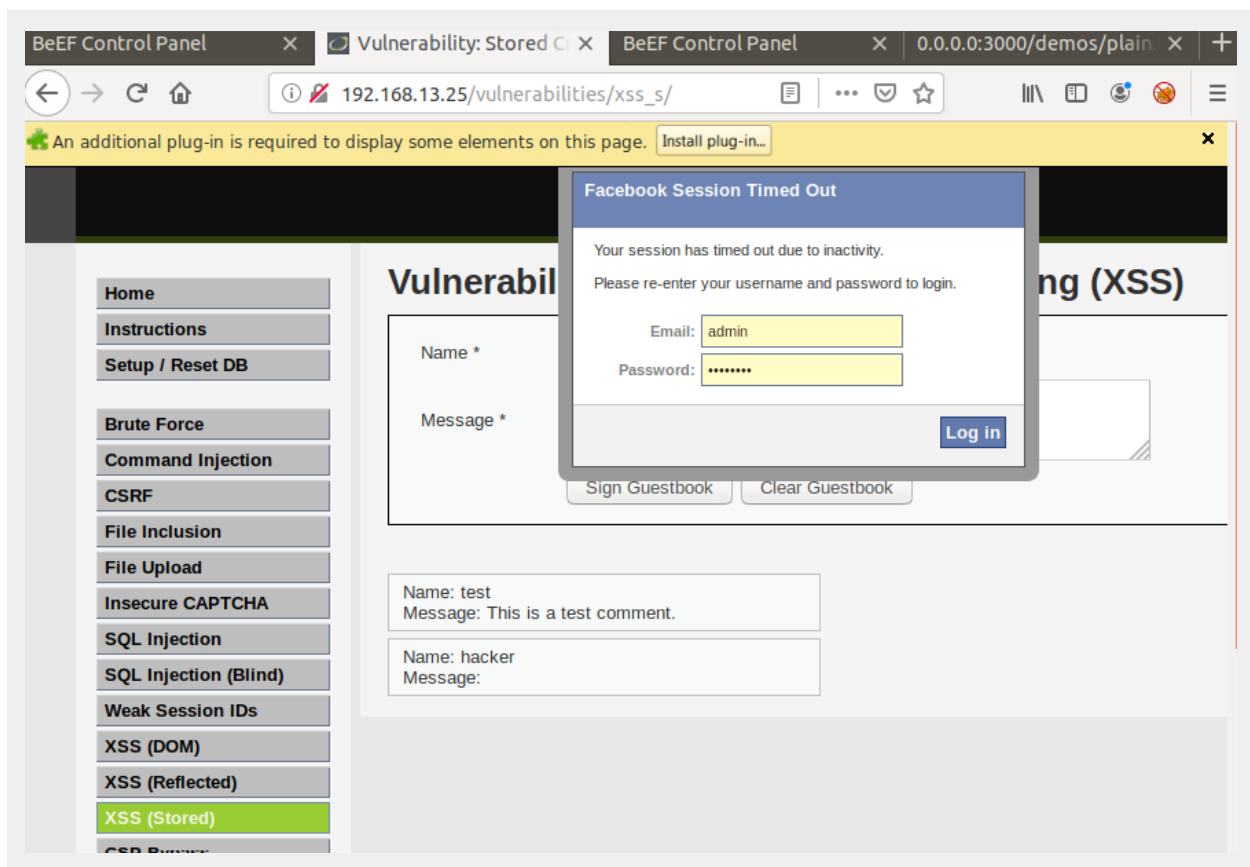 BeEF Control Panel
Vulnerability: Stored C
BeEF Control Panel
0.0.0.0:3000/demos/plain.
192.168.13.25/vulnerabilities/xss_s/
An additional plug-in is required to display some elements on this page. Install plug-in...
Facebook Session Timed Out
Your session has timed out due to inactivity.
Please re-enter your username and password to login.
Email: admin
Password: ••••••••
Log in
Vulnerabil
ng (XSS)
Name *
Message *
Sign Guestbook
Clear Guestbook
Name: test
Message: This is a test comment.
Name: hacker
Message:
Home
Instructions
Setup / Reset DB
Brute Force
Command Injection
CSRF
File Inclusion
File Upload
Insecure CAPTCHA
SQL Injection
SQL Injection (Blind)
Weak Session IDs
XSS (DOM)
XSS (Reflected)
XSS (Stored)